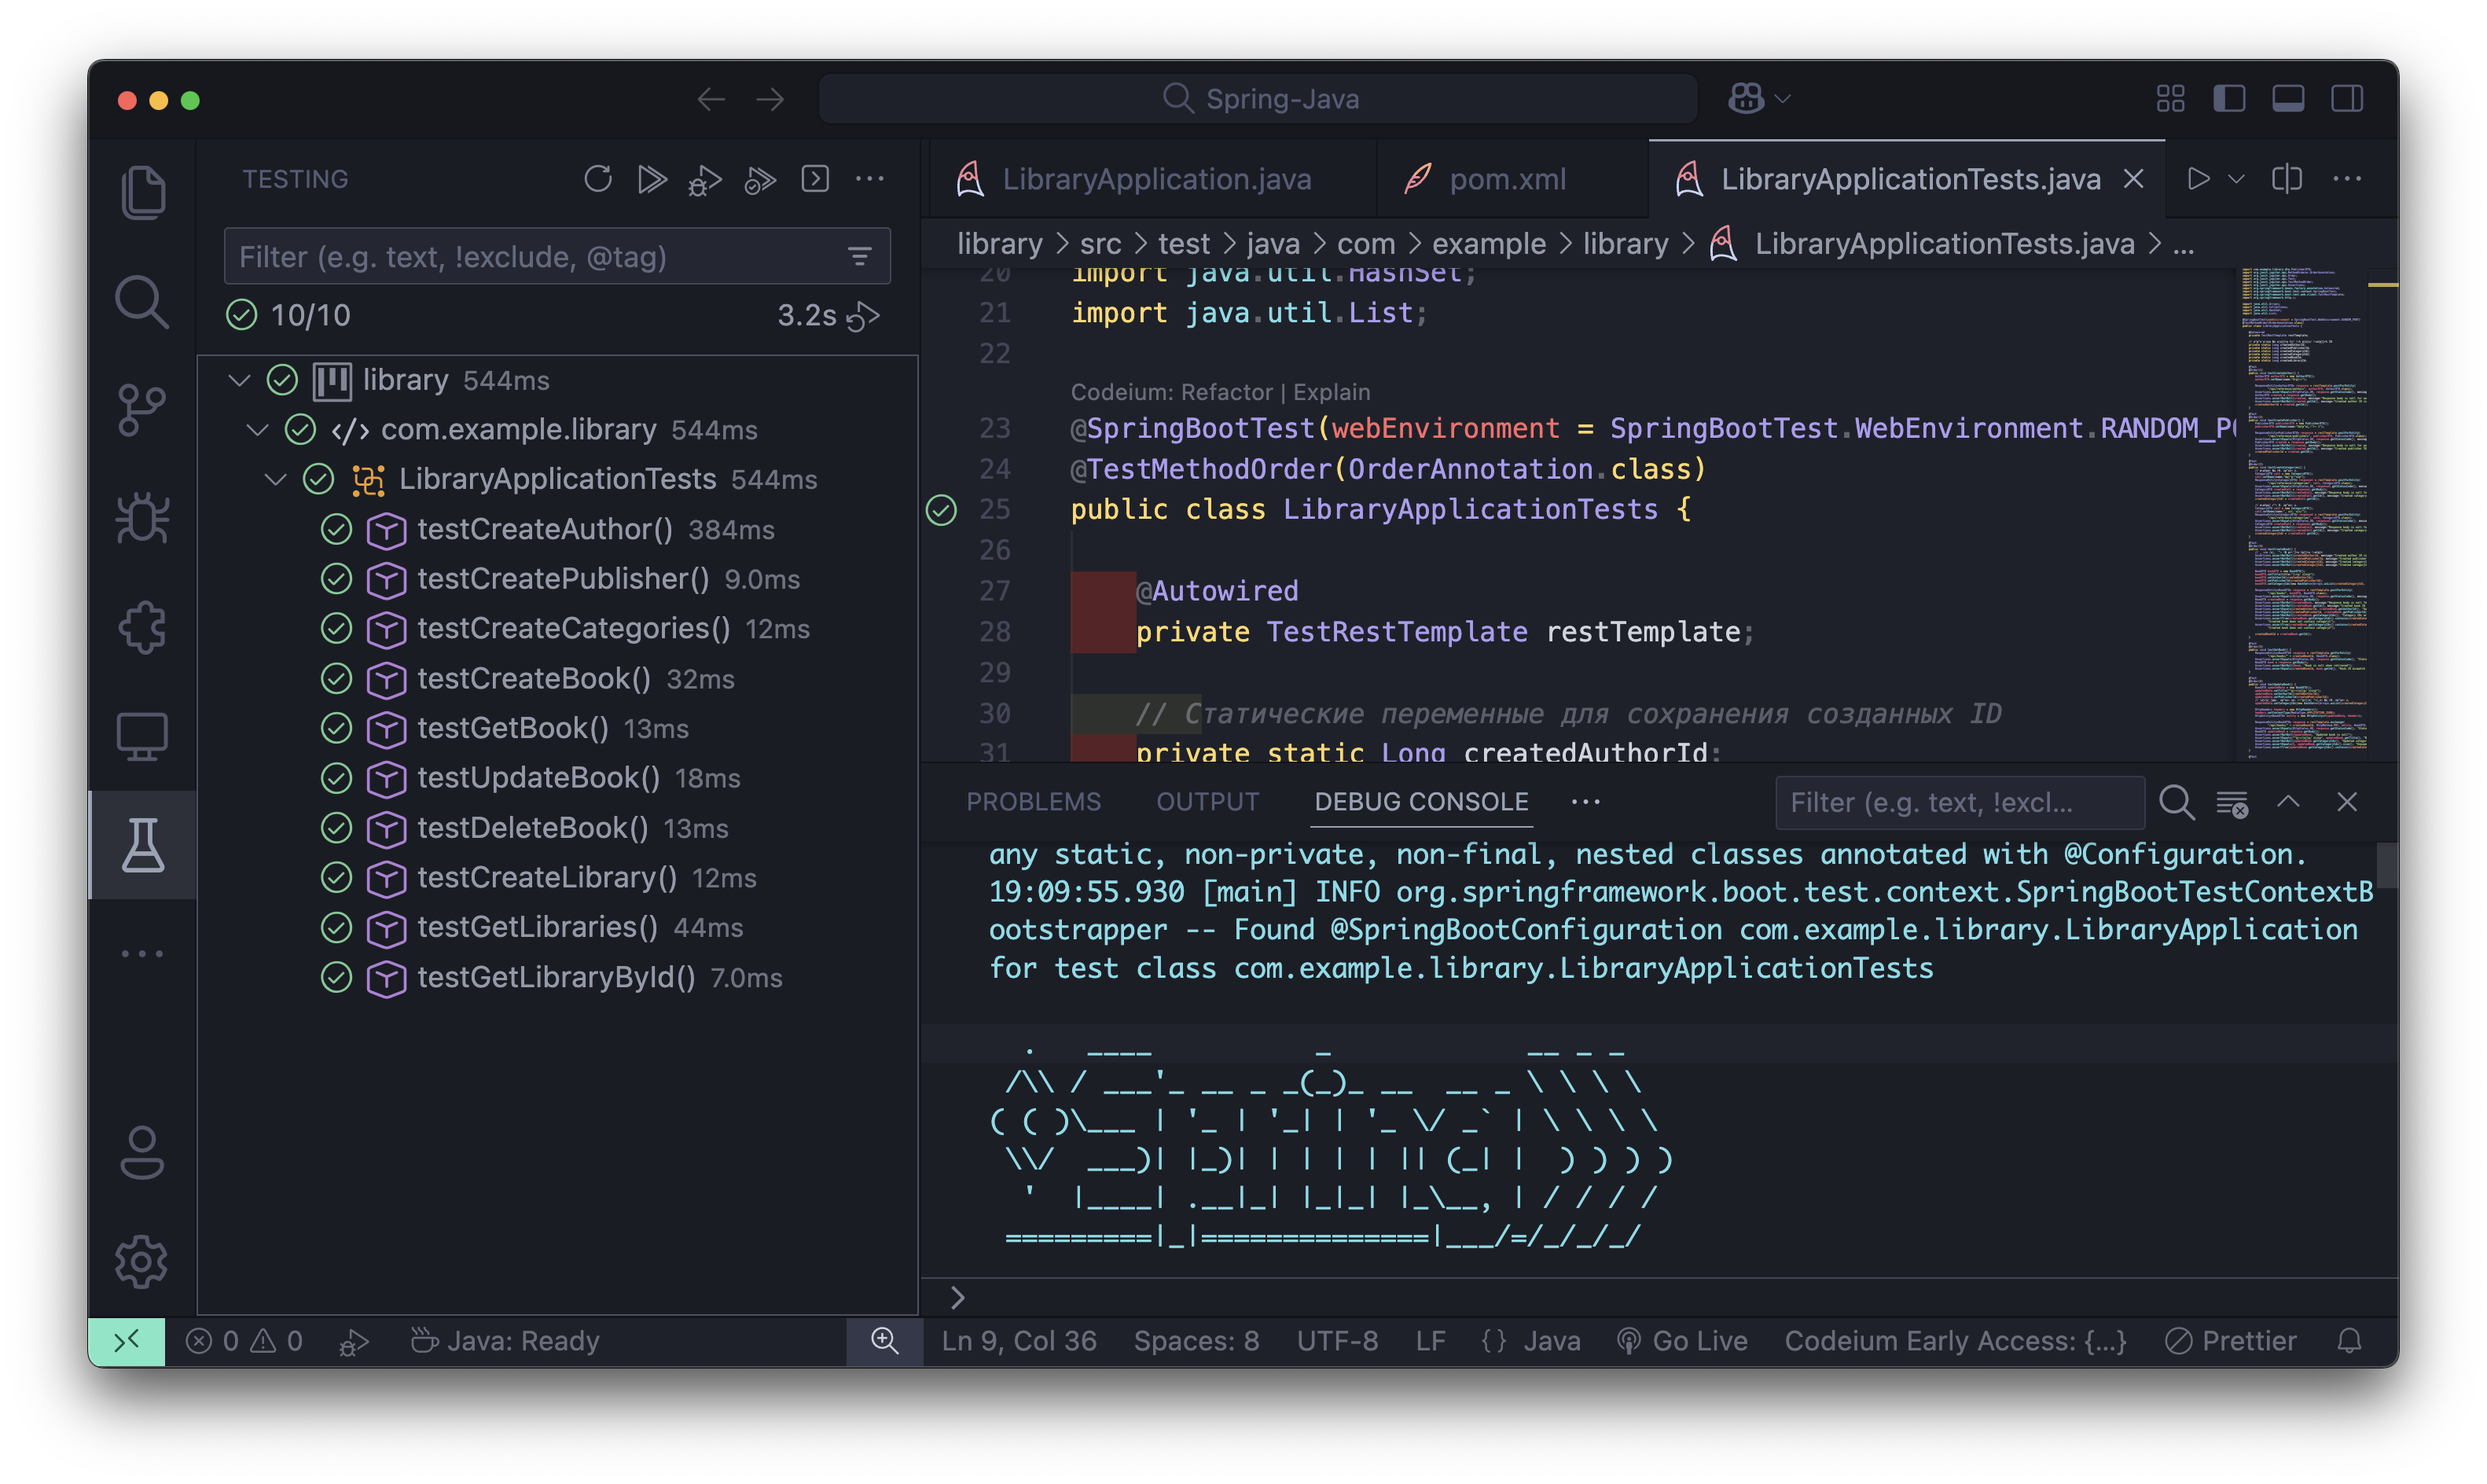 Spring-Java
TESTING
Filter (e.g. text, !exclude, @tag)
10/10 3.2s
library 544ms
com.example.library 544ms
LibraryApplicationTests 544ms
testCreateAuthor() 384ms
testCreatePublisher() 9.0ms
testCreateCategories() 12ms
testCreateBook() 32ms
testGetBook() 13ms
testUpdateBook() 18ms
testDeleteBook() 13ms
testCreateLibrary() 12ms
testGetLibraries() 44ms
testGetLibraryById() 7.0ms
LibraryApplication.java pom.xml LibraryApplicationTests.java
library > src > test > java > com > example > library > LibraryApplicationTests.java > ...
20 import java.util.HashSet;
21 import java.util.List;
22
Codeium: Refactor | Explain
23 @SpringBootTest(webEnvironment = SpringBootTest.WebEnvironment.RANDOM_PO
24 @TestMethodOrder(OrderAnnotation.class)
25 public class LibraryApplicationTests {
26
27 @Autowired
28 private TestRestTemplate restTemplate;
29
30 // Статические переменные для сохранения созданных ID
31 private static Long createdAuthorId;
PROBLEMS OUTPUT DEBUG CONSOLE ... Filter (e.g. text, !excl...
any static, non-private, non-final, nested classes annotated with @Configuration.
19:09:55.930 [main] INFO org.springframework.boot.test.context.SpringBootTestContextB
ootstrapper -- Found @SpringBootConfiguration com.example.library.LibraryApplication
for test class com.example.library.LibraryApplicationTests
  .   ____          _            __ _ _
 /\\ / ___'_ __ _ _(_)_ __  __ _ \ \ \ \
( ( )\___ | '_ | '_| | '_ \/ _` | \ \ \ \
 \\/  ___)| |_)| | | | | || (_| |  ) ) ) )
  '  |____| .__|_| |_|_| |_\__, | / / / /
 =========|_|==============|___/=/_/_/_/
0 0 Java: Ready Ln 9, Col 36 Spaces: 8 UTF-8 LF {} Java Go Live Codeium Early Access: {...} Prettier